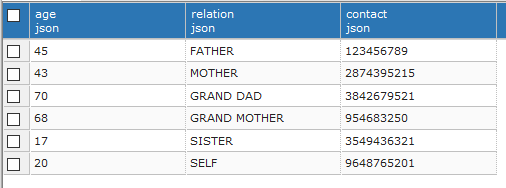 age relation contact
json json json
45 FATHER 123456789
43 MOTHER 2874395215
70 GRAND DAD 3842679521
68 GRAND MOTHER 954683250
17 SISTER 3549436321
20 SELF 9648765201